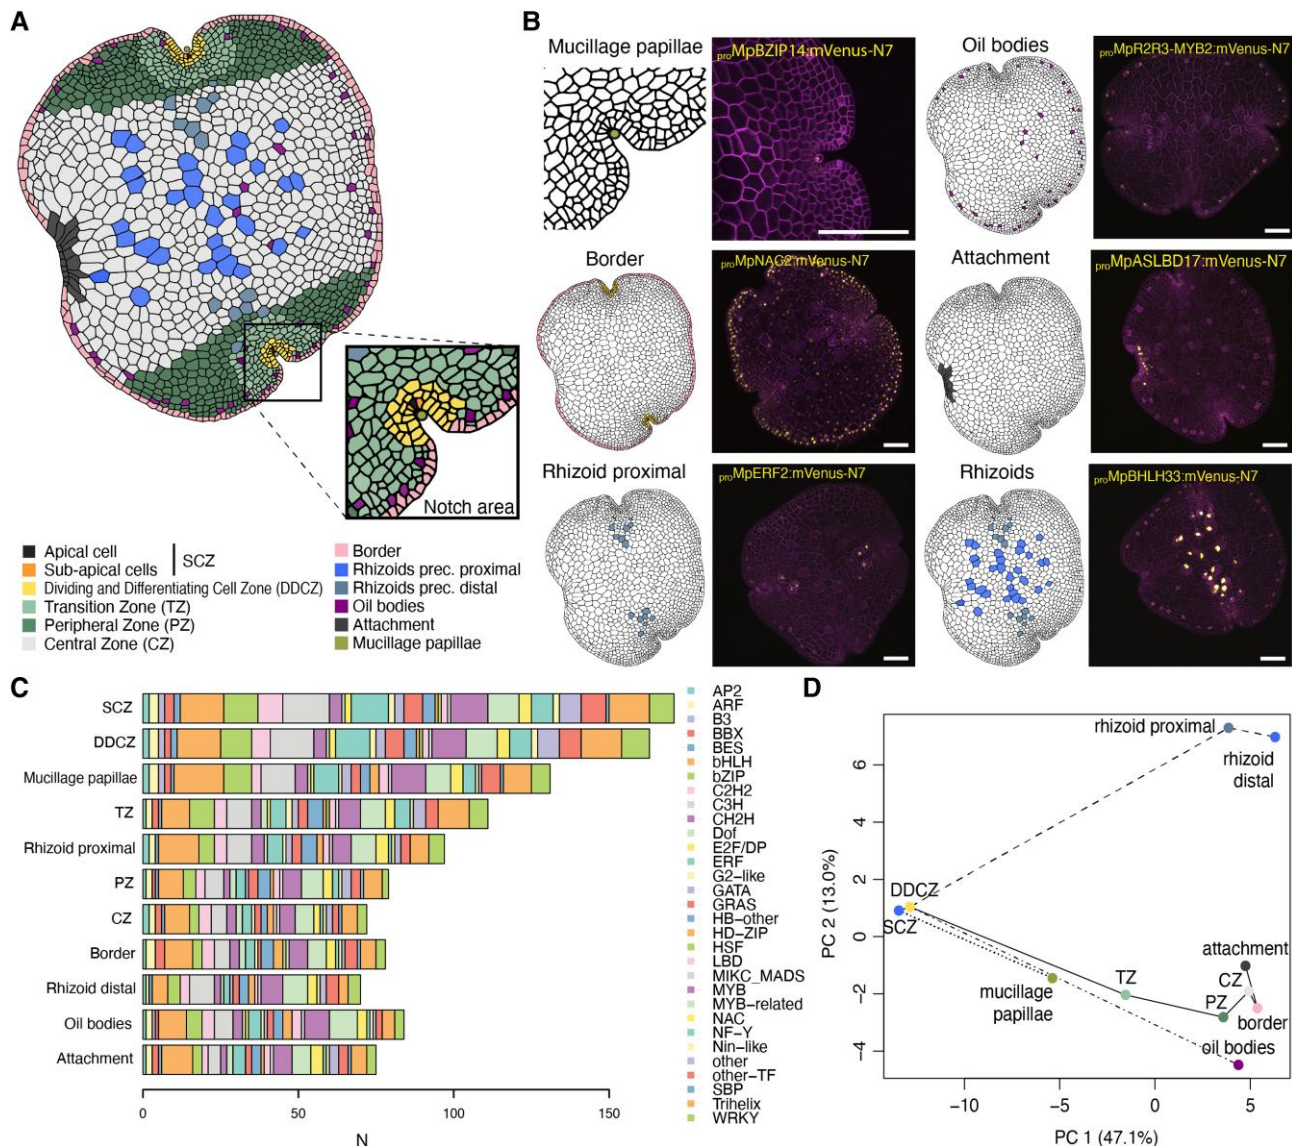 A
Notch area
Apical cell
Sub-apical cells
SCZ
Dividing and Differentiating Cell Zone (DDCZ)
Transition Zone (TZ)
Peripheral Zone (PZ)
Central Zone (CZ)
Border
Rhizoids prec. proximal
Rhizoids prec. distal
Oil bodies
Attachment
Mucillage papillae
B
Mucillage papillae
proMpBZIP14:mVenus-N7
Oil bodies
proMpR2R3-MYB2:mVenus-N7
Border
proMpNAC2:mVenus-N7
Attachment
proMpASLBD17:mVenus-N7
Rhizoid proximal
proMpERF2:mVenus-N7
Rhizoids
proMpBHLH33:mVenus-N7
C
SCZ
DDCZ
Mucillage papillae
TZ
Rhizoid proximal
PZ
CZ
Border
Rhizoid distal
Oil bodies
Attachment
0 50 100 150
N
AP2
ARF
B3
BBX
BES
bHLH
bZIP
C2H2
C3H
CH2H
Dof
E2F/DP
ERF
G2-like
GATA
GRAS
HB-other
HD-ZIP
HSF
LBD
MIKC_MADS
MYB
MYB-related
NAC
NF-Y
Nin-like
other
other-TF
SBP
Trihelix
WRKY
D
PC 2 (13.0%)
6
4
2
0
−2
−4
rhizoid proximal
rhizoid
distal
DDCZ
SCZ
mucillage
papillae
TZ
attachment
CZ
PZ
border
oil bodies
−10 −5 0 5
PC 1 (47.1%)